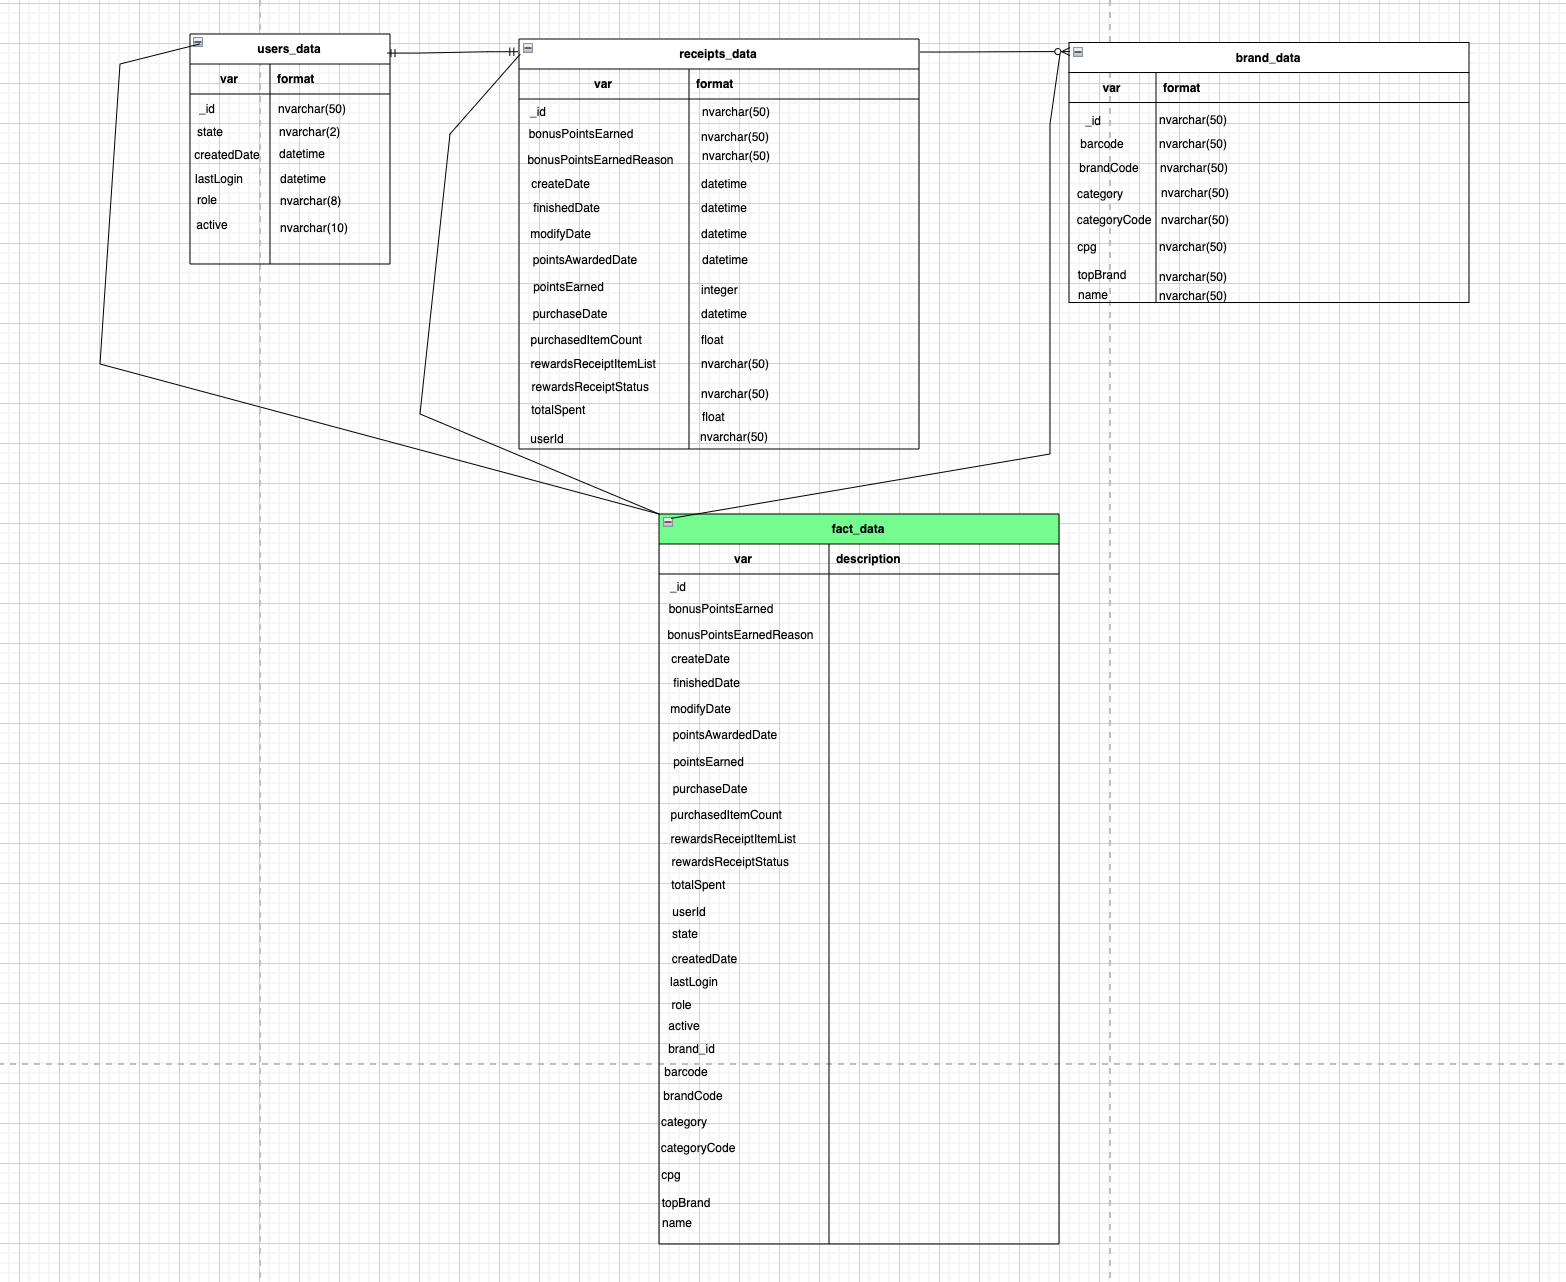 users_data
var format
_id nvarchar(50)
state nvarchar(2)
createdDate datetime
lastLogin datetime
role nvarchar(8)
active nvarchar(10)
receipts_data
var format
_id nvarchar(50)
bonusPointsEarned nvarchar(50)
bonusPointsEarnedReason nvarchar(50)
createDate datetime
finishedDate datetime
modifyDate datetime
pointsAwardedDate datetime
pointsEarned integer
purchaseDate datetime
purchasedItemCount float
rewardsReceiptItemList nvarchar(50)
rewardsReceiptStatus nvarchar(50)
totalSpent float
userId nvarchar(50)
brand_data
var format
_id nvarchar(50)
barcode nvarchar(50)
brandCode nvarchar(50)
category nvarchar(50)
categoryCode nvarchar(50)
cpg nvarchar(50)
topBrand nvarchar(50)
name nvarchar(50)
fact_data
var description
_id
bonusPointsEarned
bonusPointsEarnedReason
createDate
finishedDate
modifyDate
pointsAwardedDate
pointsEarned
purchaseDate
purchasedItemCount
rewardsReceiptItemList
rewardsReceiptStatus
totalSpent
userId
state
createdDate
lastLogin
role
active
brand_id
barcode
brandCode
category
categoryCode
cpg
topBrand
name